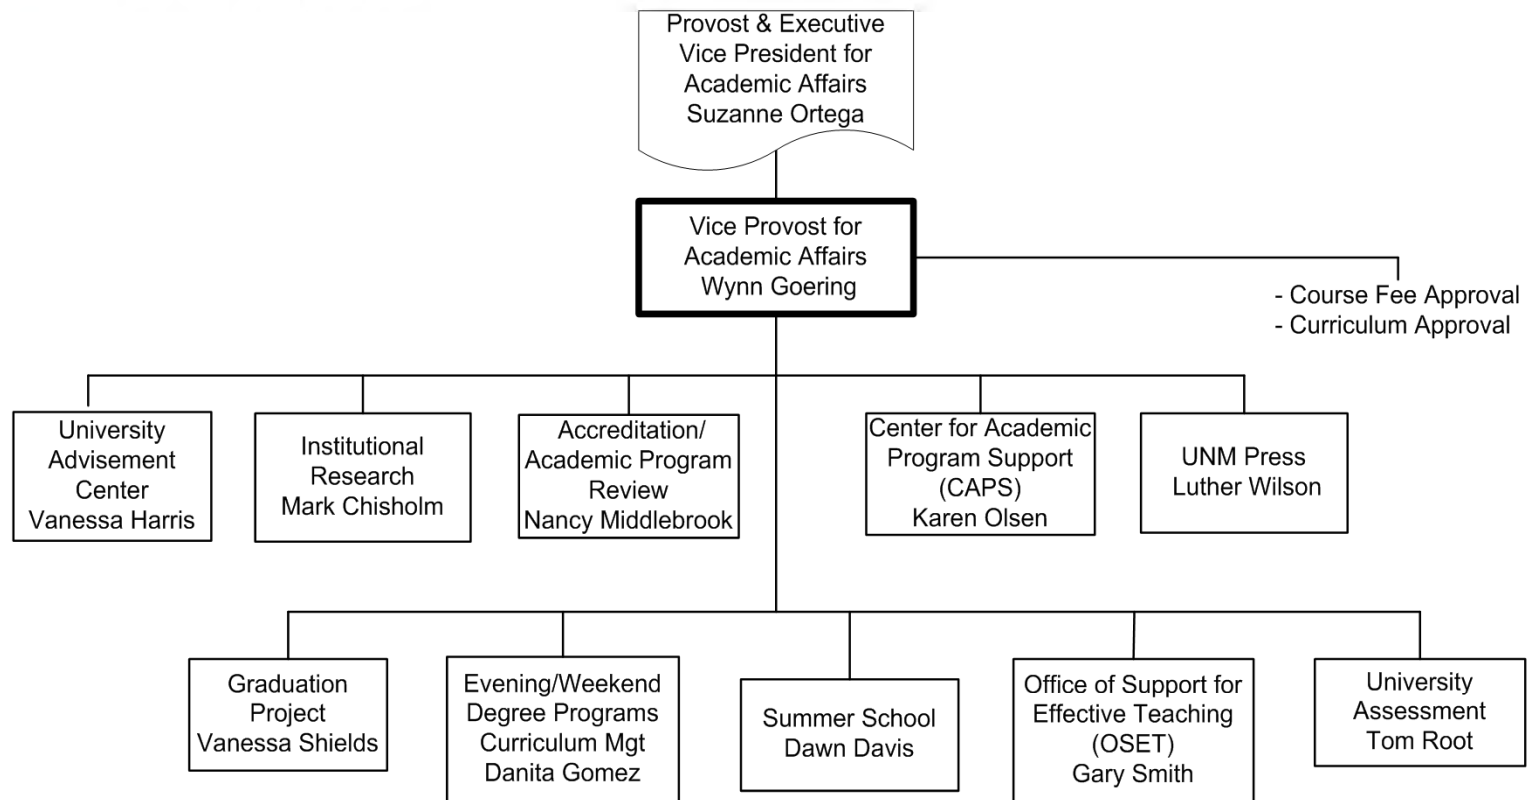 Provost & Executive
Vice President for
Academic Affairs
Suzanne Ortega
Vice Provost for
Academic Affairs
Wynn Goering
- Course Fee Approval
- Curriculum Approval
University
Advisement
Center
Vanessa Harris
Institutional
Research
Mark Chisholm
Accreditation/
Academic Program
Review
Nancy Middlebrook
Center for Academic
Program Support
(CAPS)
Karen Olsen
UNM Press
Luther Wilson
Graduation
Project
Vanessa Shields
Evening/Weekend
Degree Programs
Curriculum Mgt
Danita Gomez
Summer School
Dawn Davis
Office of Support for
Effective Teaching
(OSET)
Gary Smith
University
Assessment
Tom Root